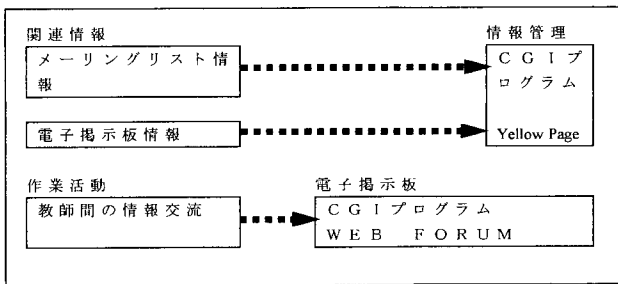 関連情報
メーリングリスト情
報
電子掲示板情報
情報管理
CGIプ
ログラム
Yellow Page
作業活動
教師間の情報交流
電子掲示板
CGIプログラム
WEB FORUM